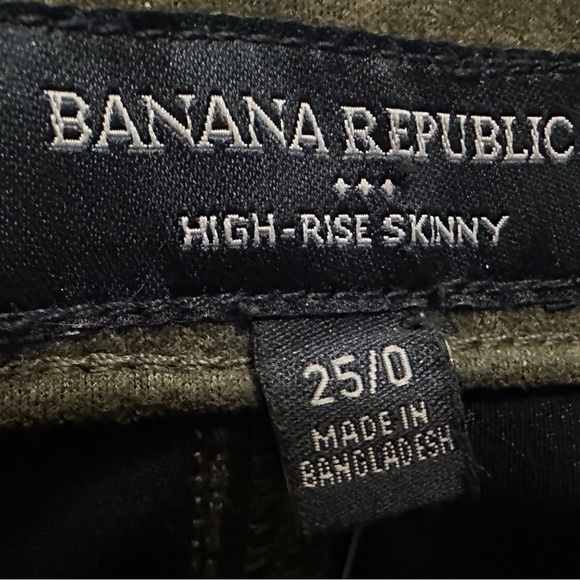 BANANA REPUBLIC
HIGH-RISE SKINNY
25/0
MADE IN
BANGLADESH